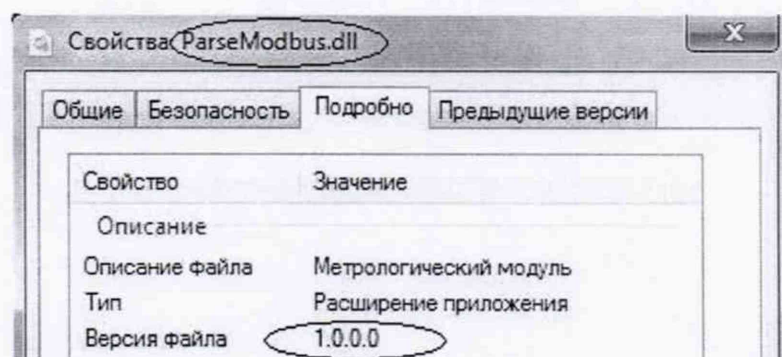 Свойства: ParseModbus.dll
Общие Безопасность Подробно Предыдущие версии
Свойство Значение
Описание
Описание файла Метрологический модуль
Тип Расширение приложения
Версия файла 1.0.0.0